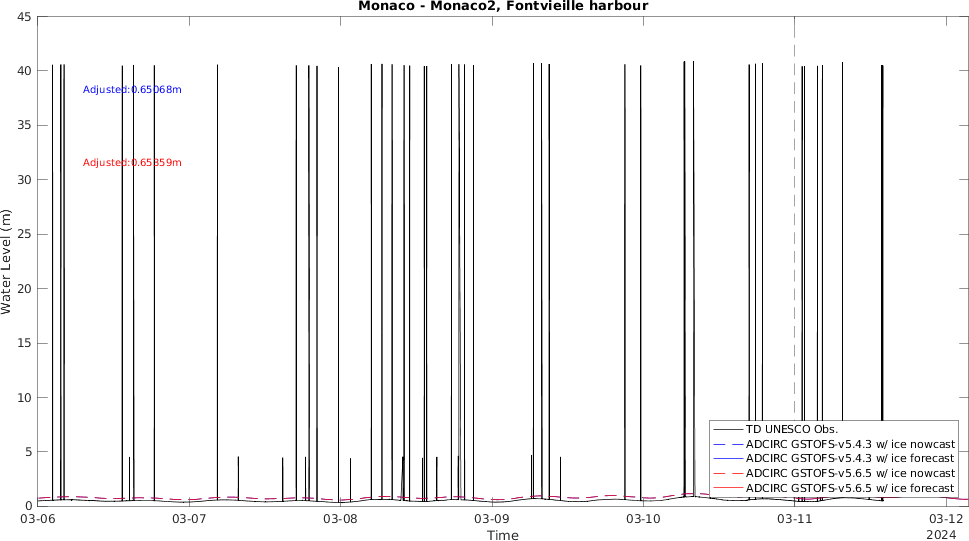 Monaco - Monaco2, Fontvieille harbour
45
40
35
30
25
20
15
10
5
0
Water Level (m)
Adjusted:0.65068m
Adjusted:0.65859m
TD UNESCO Obs.
ADCIRC GSTOFS-v5.4.3 w/ ice nowcast
ADCIRC GSTOFS-v5.4.3 w/ ice forecast
ADCIRC GSTOFS-v5.6.5 w/ ice nowcast
ADCIRC GSTOFS-v5.6.5 w/ ice forecast
03-06 03-07 03-08 03-09 03-10 03-11 03-12
2024
Time